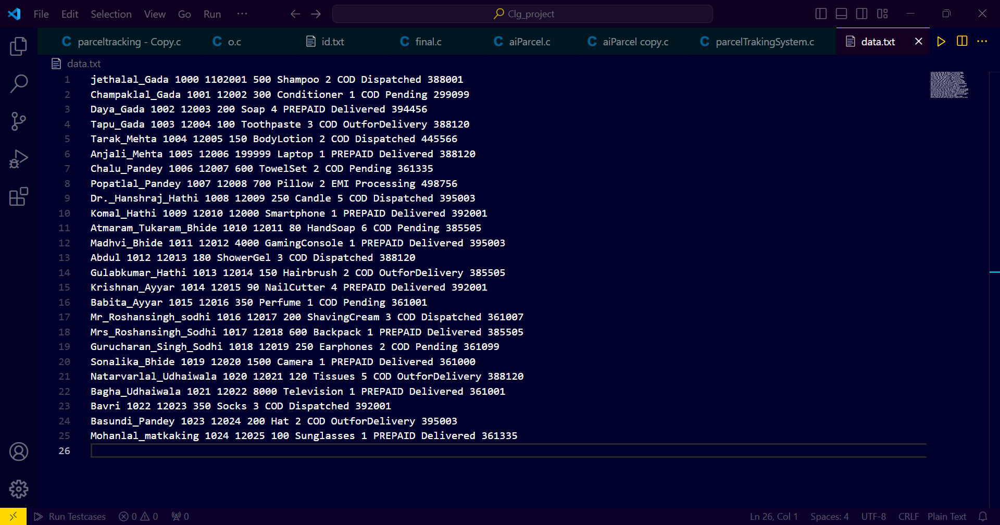 File Edit Selection View Go Run ··· Clg_project
parceltracking - Copy.c o.c id.txt final.c aiParcel.c aiParcel copy.c parcelTrakingSystem.c data.txt
data.txt
1 jethalal_Gada 1000 1102001 500 Shampoo 2 COD Dispatched 388001
2 Champaklal_Gada 1001 12002 300 Conditioner 1 COD Pending 299099
3 Daya_Gada 1002 12003 200 Soap 4 PREPAID Delivered 394456
4 Tapu_Gada 1003 12004 100 Toothpaste 3 COD OutforDelivery 388120
5 Tarak_Mehta 1004 12005 150 BodyLotion 2 COD Dispatched 445566
6 Anjali_Mehta 1005 12006 199999 Laptop 1 PREPAID Delivered 388120
7 Chalu_Pandey 1006 12007 600 TowelSet 2 COD Pending 361335
8 Popatlal_Pandey 1007 12008 700 Pillow 2 EMI Processing 498756
9 Dr._Hanshraj_Hathi 1008 12009 250 Candle 5 COD Dispatched 395003
10 Komal_Hathi 1009 12010 12000 Smartphone 1 PREPAID Delivered 392001
11 Atmaram_Tukaram_Bhide 1010 12011 80 HandSoap 6 COD Pending 385505
12 Madhvi_Bhide 1011 12012 4000 GamingConsole 1 PREPAID Delivered 395003
13 Abdul 1012 12013 180 ShowerGel 3 COD Dispatched 388120
14 Gulabkumar_Hathi 1013 12014 150 Hairbrush 2 COD OutforDelivery 385505
15 Krishnan_Ayyar 1014 12015 90 NailCutter 4 PREPAID Delivered 392001
16 Babita_Ayyar 1015 12016 350 Perfume 1 COD Pending 361001
17 Mr_Roshansingh_sodhi 1016 12017 200 ShavingCream 3 COD Dispatched 361007
18 Mrs_Roshansingh_Sodhi 1017 12018 600 Backpack 1 PREPAID Delivered 385505
19 Gurucharan_Singh_Sodhi 1018 12019 250 Earphones 2 COD Pending 361099
20 Sonalika_Bhide 1019 12020 1500 Camera 1 PREPAID Delivered 361000
21 Natarvarlal_Udhaiwala 1020 12021 120 Tissues 5 COD OutforDelivery 388120
22 Bagha_Udhaiwala 1021 12022 8000 Television 1 PREPAID Delivered 361001
23 Bavri 1022 12023 350 Socks 3 COD Dispatched 392001
24 Basundi_Pandey 1023 12024 200 Hat 2 COD OutforDelivery 395003
25 Mohanlal_matkaking 1024 12025 100 Sunglasses 1 PREPAID Delivered 361335
26
Run Testcases 0 0 0 Ln 26, Col 1 Spaces: 4 UTF-8 CRLF Plain Text